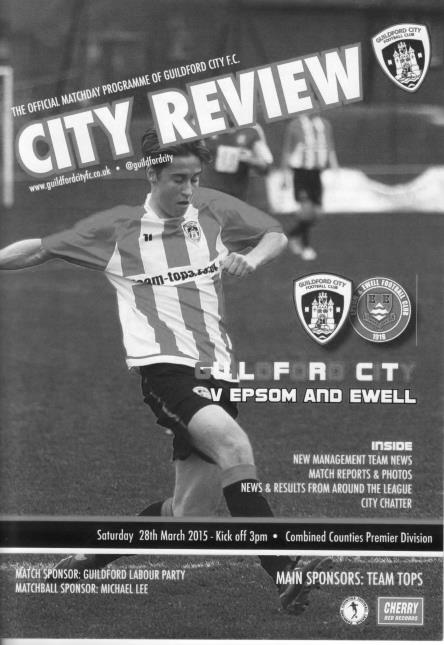 THE OFFICIAL MATCHDAY PROGRAMME OF GUILDFORD CITY F.C.
CITY REVIEW
www.guildfordcityfc.co.uk • @guildfordcity
GUILDFORD CITY
FOOTBALL CLUB
team-tops.co.uk
GUILDFORD CITY
FOOTBALL CLUB
& EWELL FOOTBALL CLUB
E E
1918
GUILDFORD CITY
V EPSOM AND EWELL
INSIDE
NEW MANAGEMENT TEAM NEWS
MATCH REPORTS & PHOTOS
NEWS & RESULTS FROM AROUND THE LEAGUE
CITY CHATTER
Saturday 28th March 2015 - Kick off 3pm • Combined Counties Premier Division
MATCH SPONSOR: GUILDFORD LABOUR PARTY
MATCHBALL SPONSOR: MICHAEL LEE
MAIN SPONSORS: TEAM TOPS
CHERRY
RED RECORDS